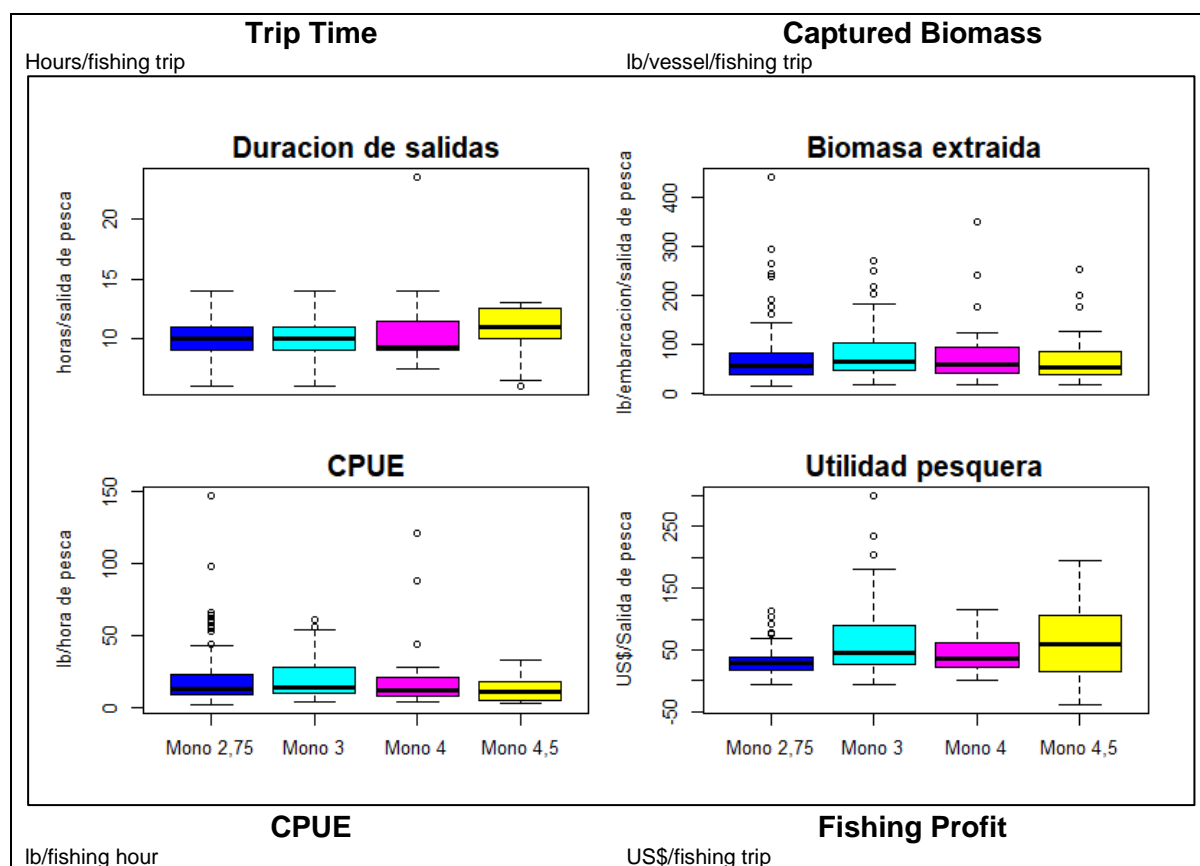 Trip Time
Hours/fishing trip
Captured Biomass
lb/vessel/fishing trip
Duracion de salidas
horas/salida de pesca
20
15
10
Biomasa extraida
lb/embarcacion/salida de pesca
400
300
200
100
0
CPUE
lb/hora de pesca
150
100
50
0
Mono 2,75 Mono 3 Mono 4 Mono 4,5
Utilidad pesquera
US$/Salida de pesca
250
150
50
-50
Mono 2,75 Mono 3 Mono 4 Mono 4,5
CPUE
lb/fishing hour
Fishing Profit
US$/fishing trip